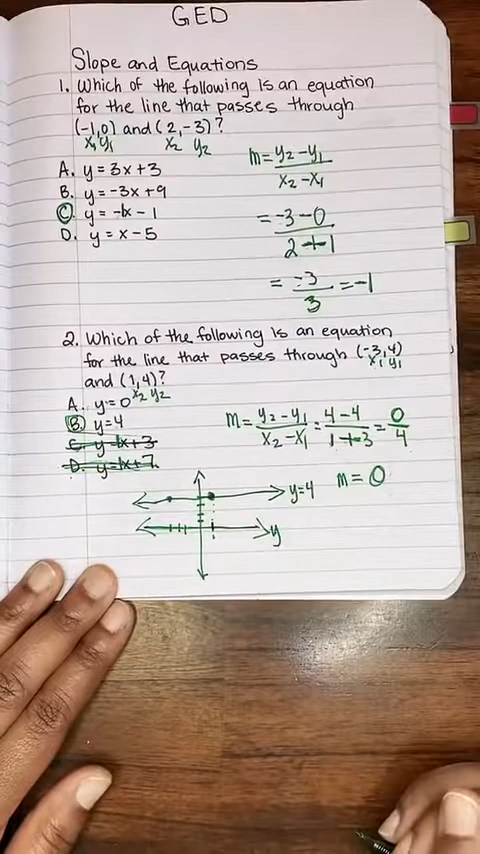 GED
Slope and Equations
1. Which of the following is an equation
for the line that passes through
(-1,0) and (2,-3)?
x₁ y₁ x₂ y₂
A. y = 3x + 3
B. y = -3x + 9
C. y = -1x - 1
D. y = x - 5
m = y₂ - y₁
x₂ - x₁
= -3 - 0
2 + 1
= -3
3 = -1
2. Which of the following is an equation
for the line that passes through (-3,4)
x₁ y₁
and (1,4)?
x₂ y₂
A. y = 0
B. y = 4
C. y = 1x + 3
D. y = 1x + 7
m = y₂ - y₁ = 4 - 4 = 0
x₂ - x₁ 1 + 3 4
m = 0
y = 4
y